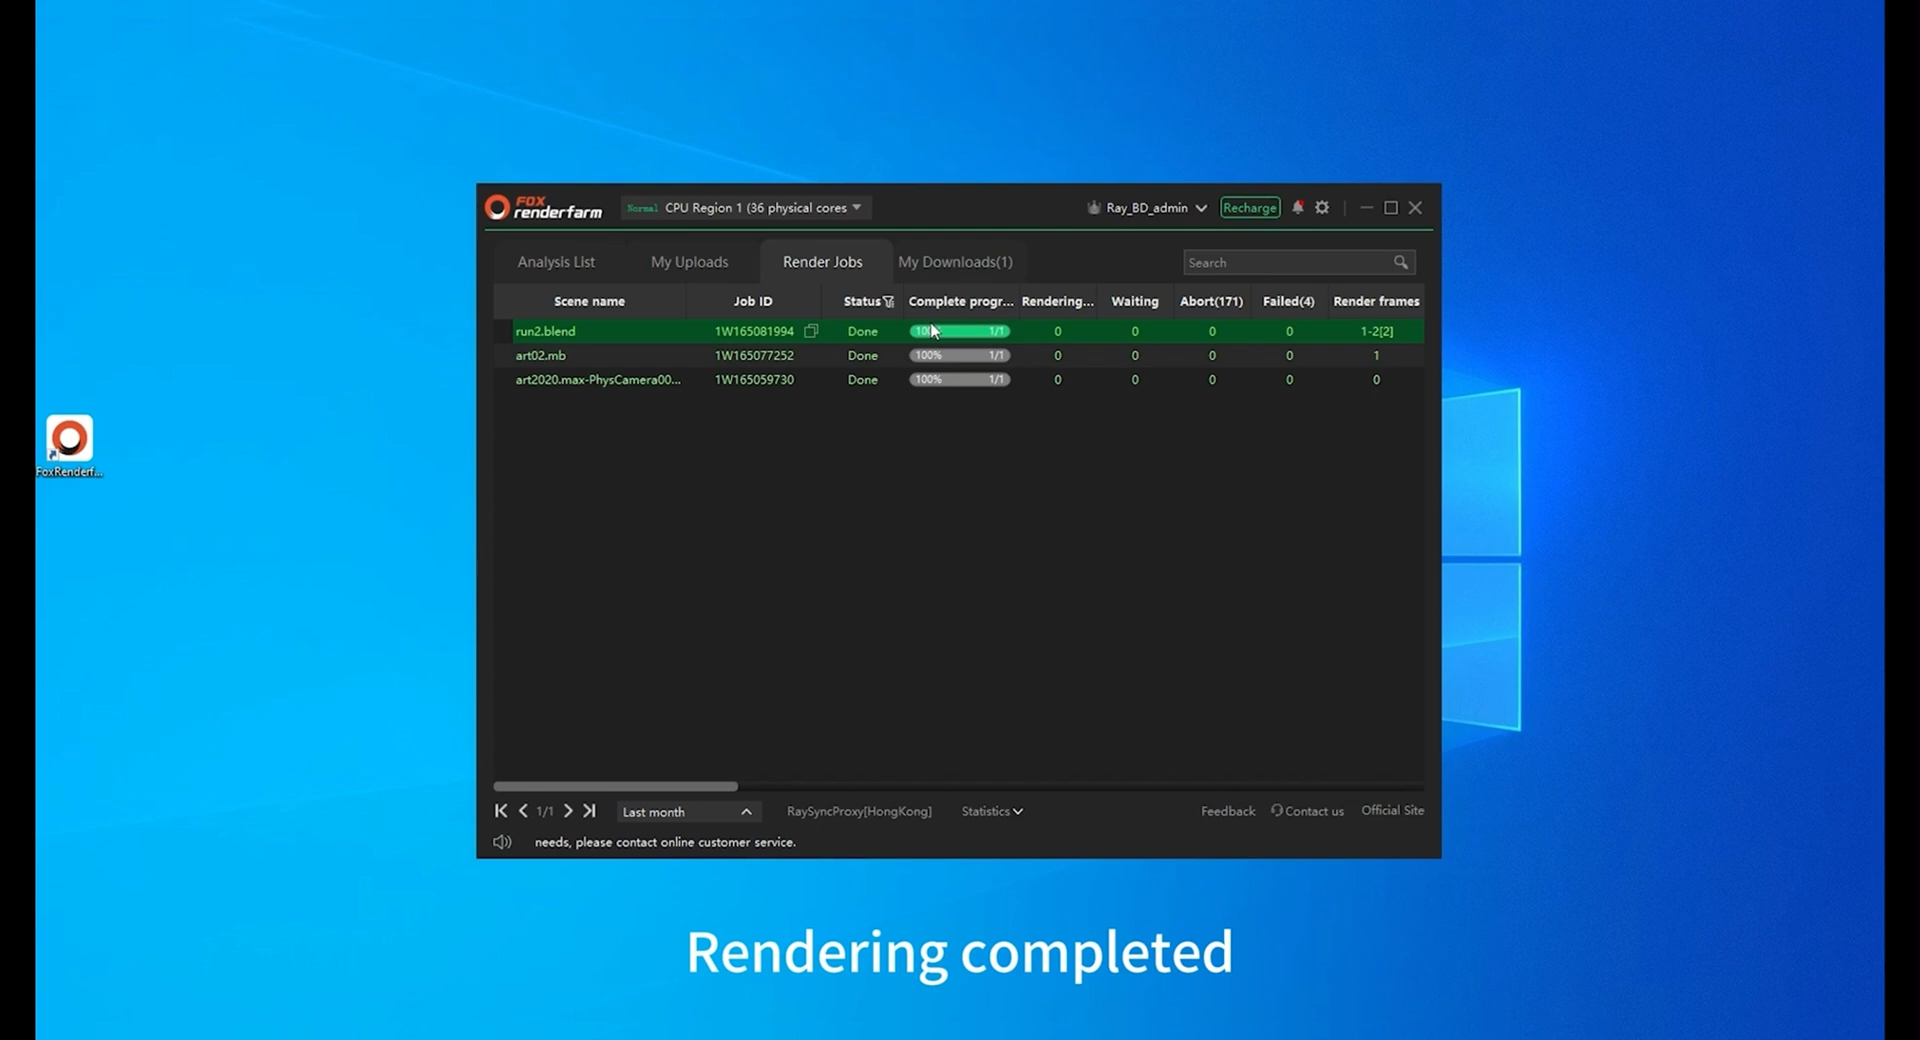 FOX
renderfarm
Normal CPU Region 1 (36 physical cores
Ray_BD_admin
Recharge
Analysis List
My Uploads
Render Jobs
My Downloads(1)
Search
Scene name Job ID Status Complete progr... Rendering... Waiting Abort(171) Failed(4) Render frames
run2.blend 1W165081994 Done 1/1 0 0 0 0 1-2[2]
art02.mb 1W165077252 Done 100% 1/1 0 0 0 0 1
art2020.max-PhysCamera00... 1W165059730 Done 100% 1/1 0 0 0 0 0
FoxRenderf...
1/1
Last month
RaySyncProxy[HongKong]
Statistics
Feedback
Contact us
Official Site
needs, please contact online customer service.
Rendering completed